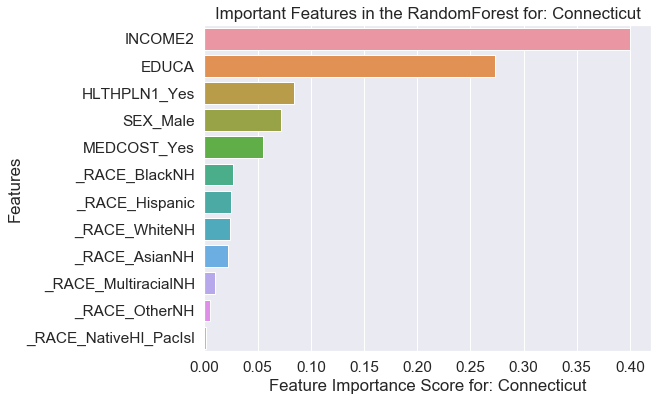 Important Features in the RandomForest for: Connecticut
Features
INCOME2
EDUCA
HLTHPLN1_Yes
SEX_Male
MEDCOST_Yes
_RACE_BlackNH
_RACE_Hispanic
_RACE_WhiteNH
_RACE_AsianNH
_RACE_MultiracialNH
_RACE_OtherNH
_RACE_NativeHI_PacIsl
0.00 0.05 0.10 0.15 0.20 0.25 0.30 0.35 0.40
Feature Importance Score for: Connecticut